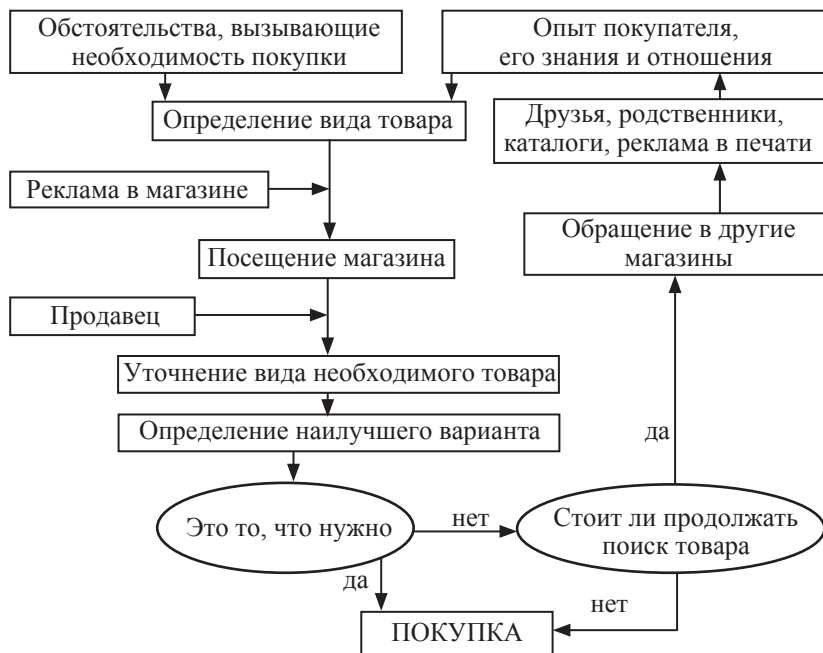 Обстоятельства, вызывающие
необходимость покупки
Опыт покупателя,
его знания и отношения
Определение вида товара
Друзья, родственники,
каталоги, реклама в печати
Реклама в магазине
Посещение магазина
Обращение в другие
магазины
Продавец
Уточнение вида необходимого товара
Определение наилучшего варианта
да
Это то, что нужно
нет
Стоит ли продолжать
поиск товара
да
нет
ПОКУПКА